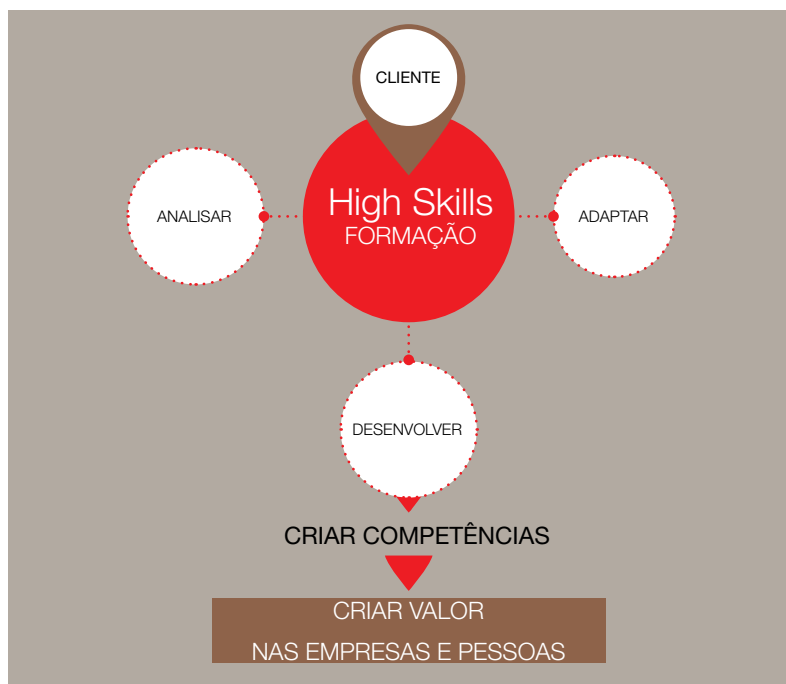 CLIENTE
High Skills
FORMAÇÃO
ANALISAR
ADAPTAR
DESENVOLVER
CRIAR COMPETÊNCIAS
CRIAR VALOR
NAS EMPRESAS E PESSOAS